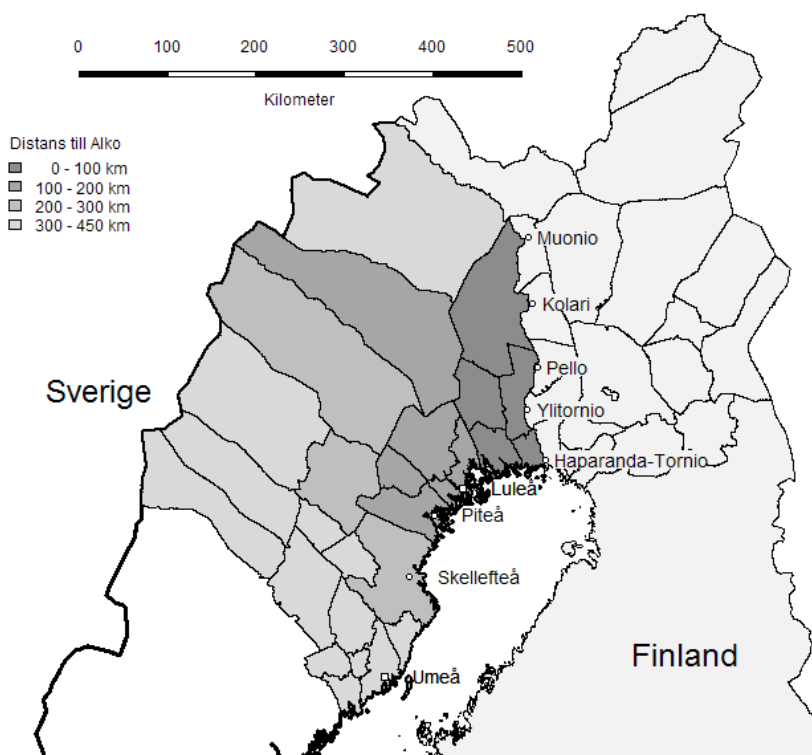 0 100 200 300 400 500
Kilometer
Distans till Alko
0 - 100 km
100 - 200 km
200 - 300 km
300 - 450 km
Muonio
Kolari
Pello
Sverige
Ylitornio
Haparanda-Tornio
Luleå
Piteå
Skellefteå
Finland
Umeå